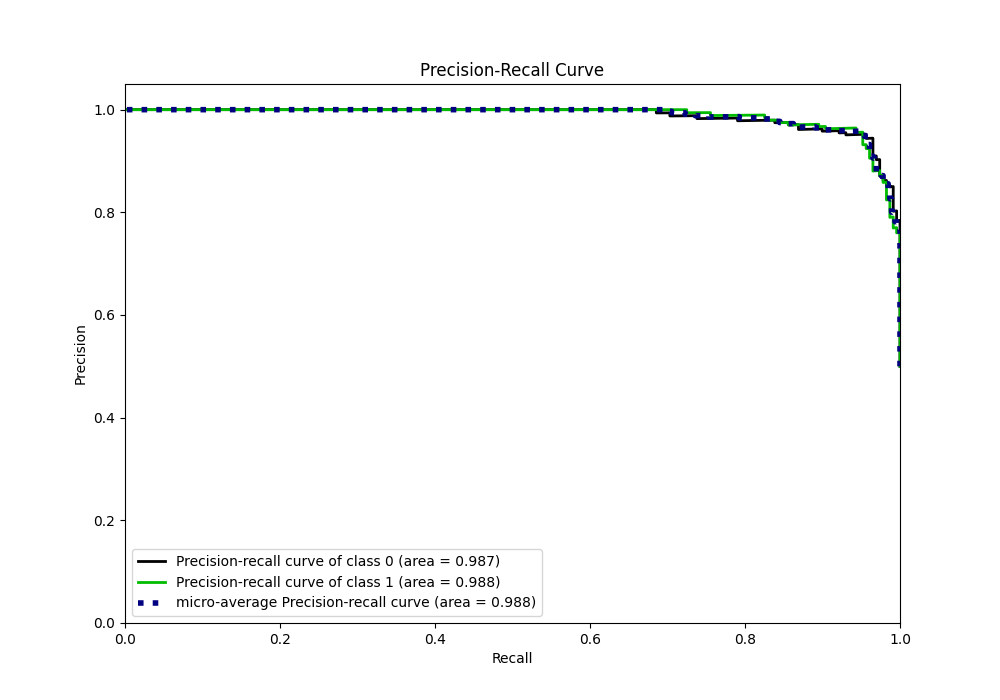 Precision-Recall Curve
1.0
0.8
0.6
0.4
0.2
0.0
Precision
Precision-recall curve of class 0 (area = 0.987)
Precision-recall curve of class 1 (area = 0.988)
micro-average Precision-recall curve (area = 0.988)
0.0 0.2 0.4 0.6 0.8 1.0
Recall